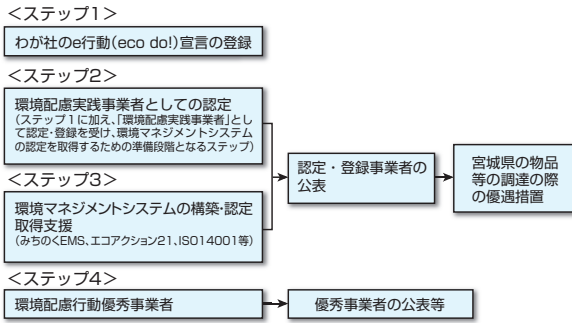 ＜ステップ1＞
わが社のe行動(eco do!)宣言の登録
＜ステップ2＞
環境配慮実践事業者としての認定
(ステップ1に加え、「環境配慮実践事業者」とし
て認定・登録を受け、環境マネジメントシステム
の認定を取得するための準備段階となるステップ)
＜ステップ3＞
環境マネジメントシステムの構築・認定
取得支援
(みちのくEMS、エコアクション21、ISO14001等)
認定・登録事業者の
公表
宮城県の物品
等の調達の際
の優遇措置
＜ステップ4＞
環境配慮行動優秀事業者
優秀事業者の公表等